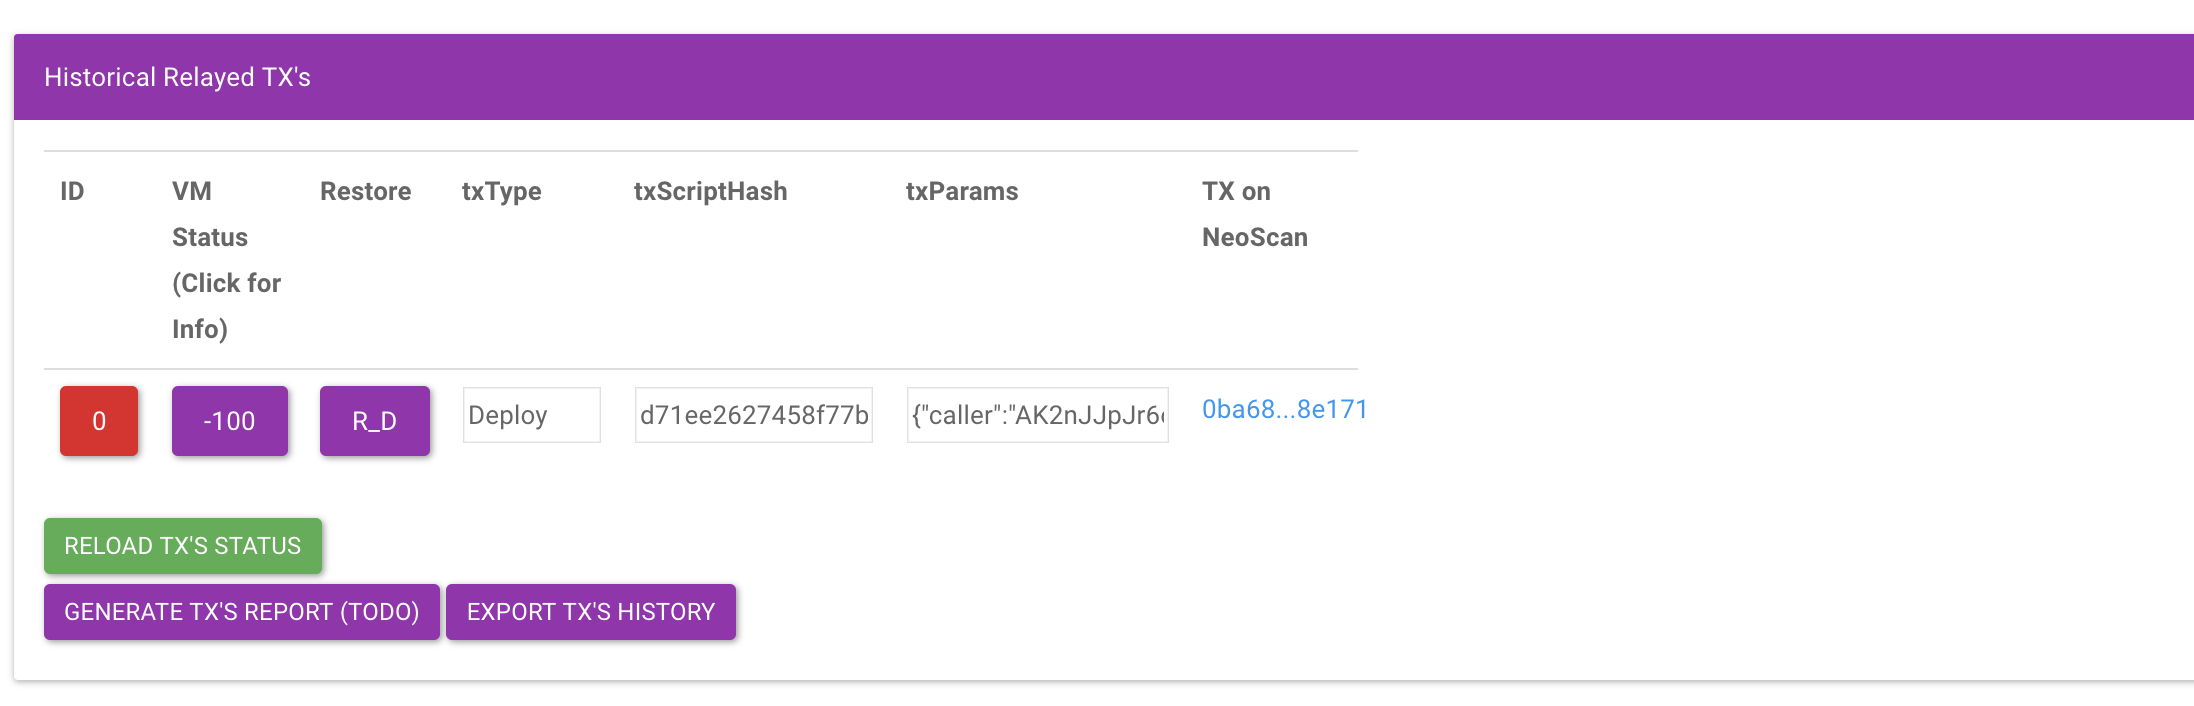 Historical Relayed TX's
ID VM Status (Click for Info) Restore txType txScriptHash txParams TX on NeoScan
0 -100 R_D Deploy d71ee2627458f77b {"caller":"AK2nJJpJr6 0ba68...8e171
RELOAD TX'S STATUS
GENERATE TX'S REPORT (TODO) EXPORT TX'S HISTORY